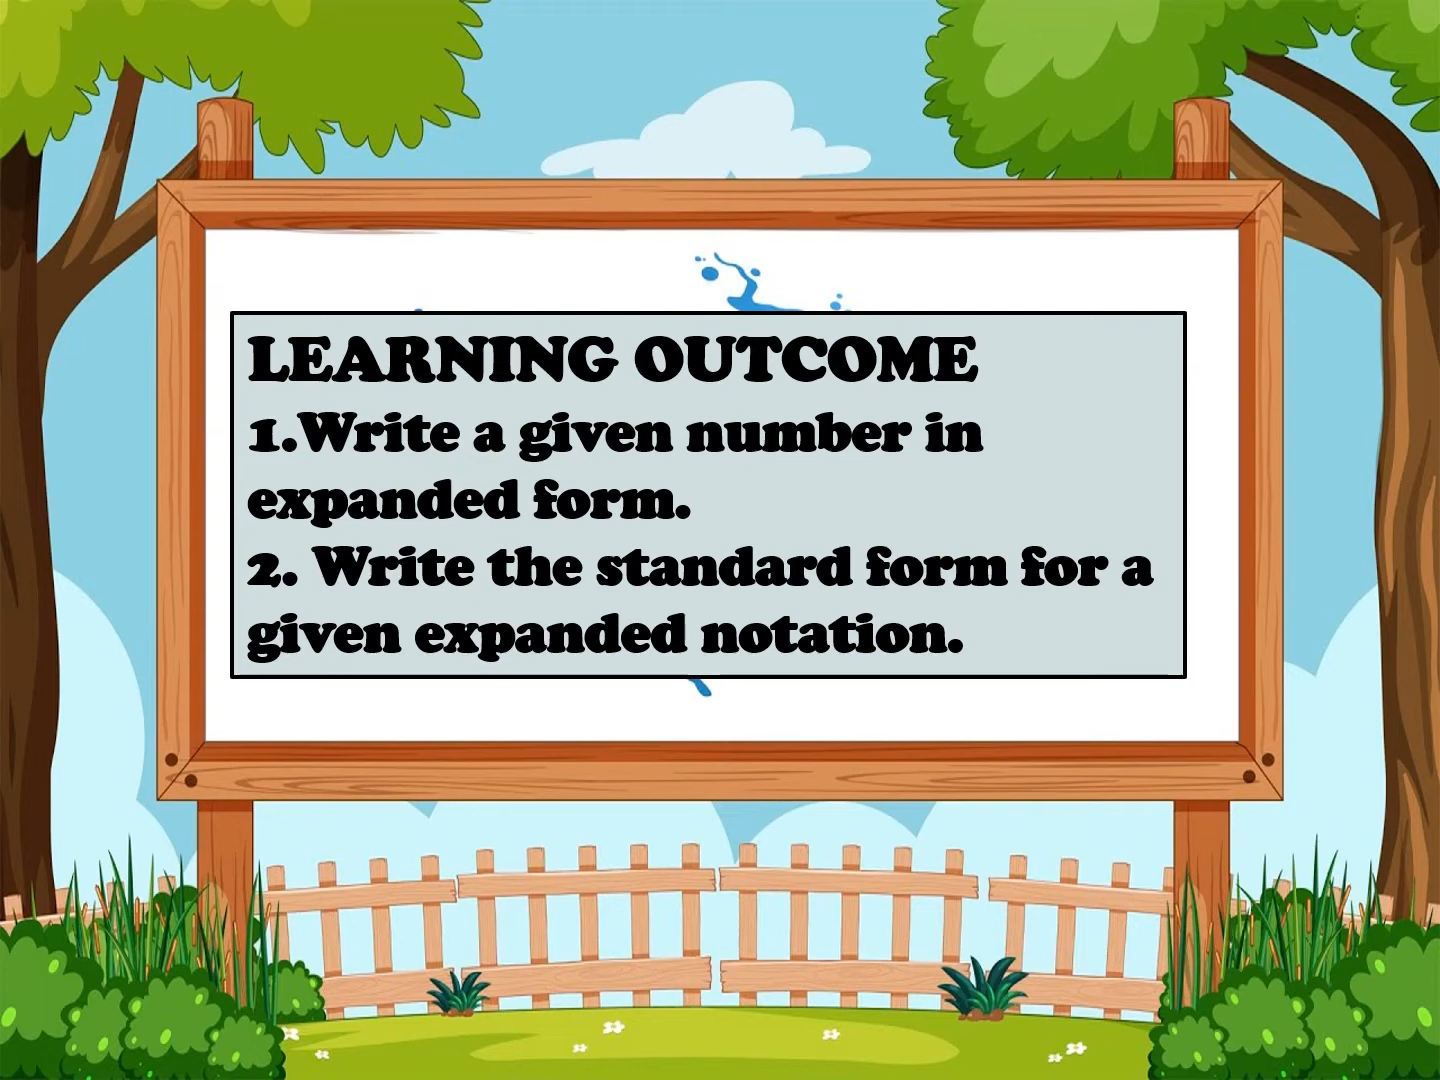 LEARNING OUTCOME
1.Write a given number in
expanded form.
2. Write the standard form for a
given expanded notation.